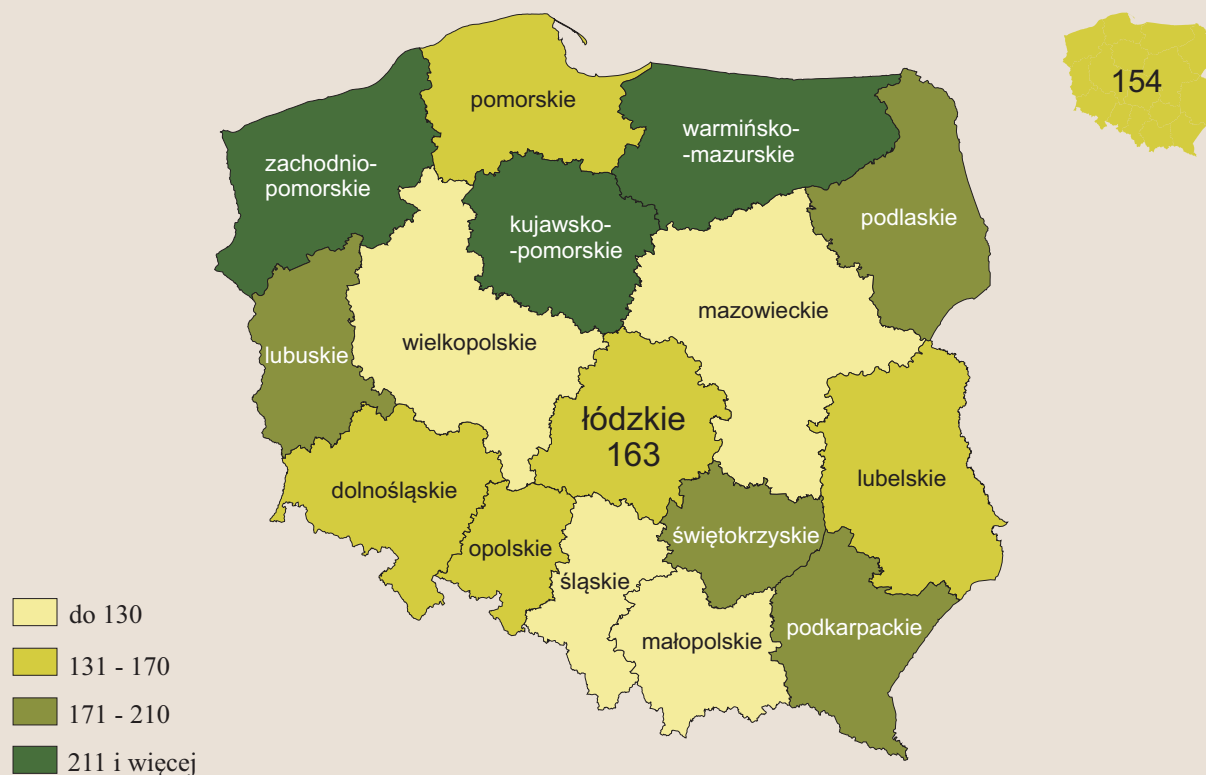 154
pomorskie
warmińsko-
-mazurskie
zachodnio-
pomorskie
podlaskie
kujawsko-
-pomorskie
mazowieckie
wielkopolskie
lubuskie
łódzkie
163
lubelskie
dolnośląskie
świętokrzyskie
opolskie
śląskie
podkarpackie
małopolskie
do 130
131 - 170
171 - 210
211 i więcej